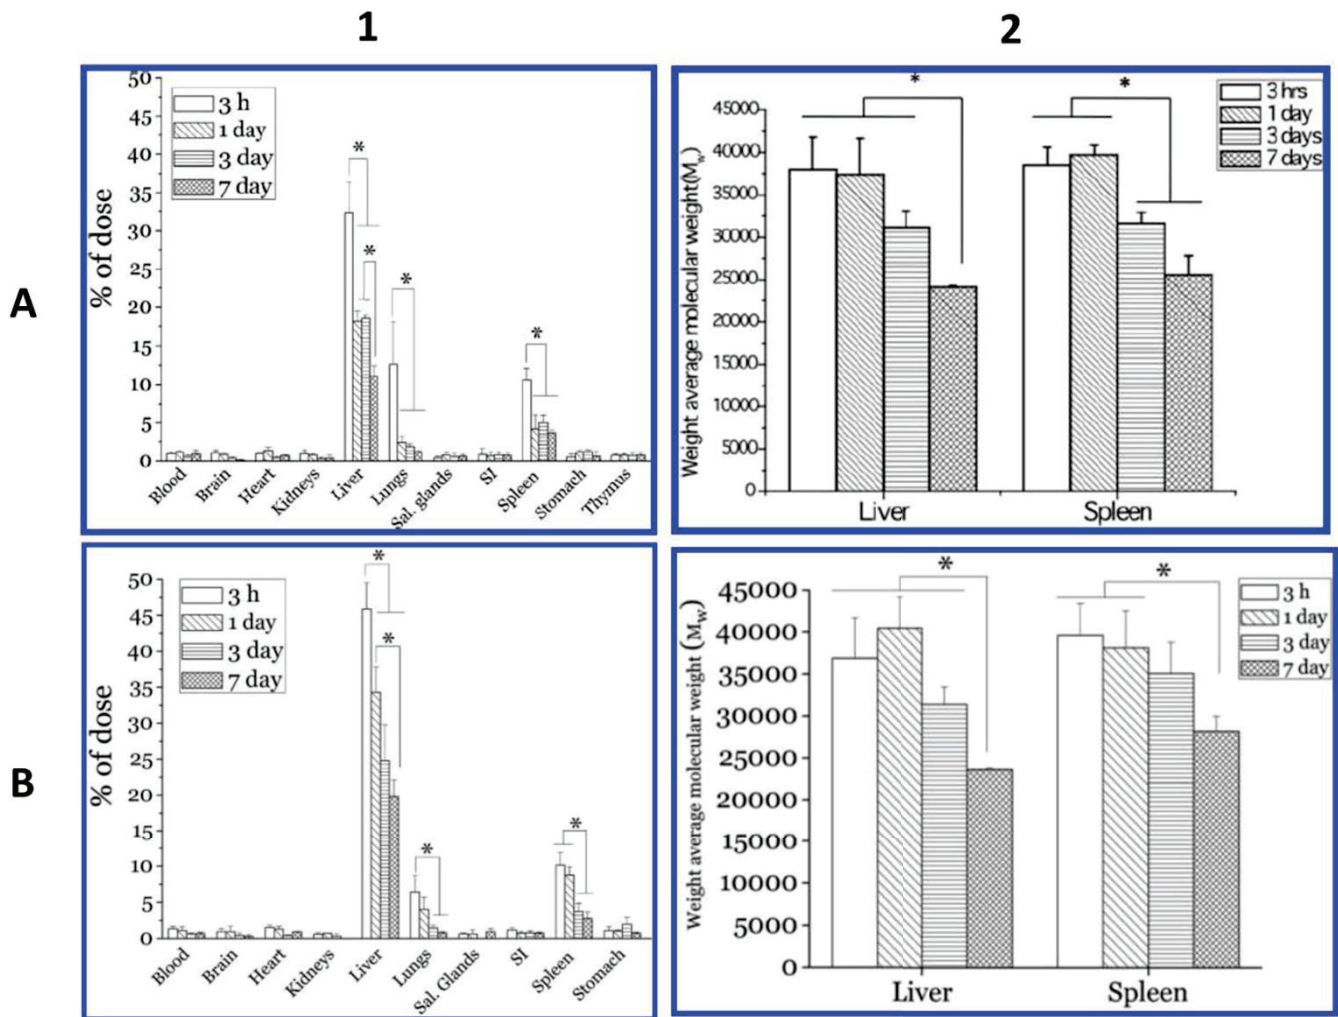 1
2
A
50
45
40
35
30
25
20
15
10
5
0
% of dose
3 h
1 day
3 day
7 day
*
*
*
*
Blood
Brain
Heart
Kidneys
Liver
Lungs
Sal. glands
SI
Spleen
Stomach
Thymus
45000
40000
35000
30000
25000
20000
15000
10000
5000
0
Weight average molecular weight (Mw)
3 hrs
1 day
3 days
7 days
*
*
Liver
Spleen
B
50
45
40
35
30
25
20
15
10
5
0
% of dose
3 h
1 day
3 day
7 day
*
*
*
*
Blood
Brain
Heart
Kidneys
Liver
Lungs
Sal. Glands
SI
Spleen
Stomach
45000
40000
35000
30000
25000
20000
15000
10000
5000
0
Weight average molecular weight (Mw)
3 h
1 day
3 day
7 day
*
*
Liver
Spleen